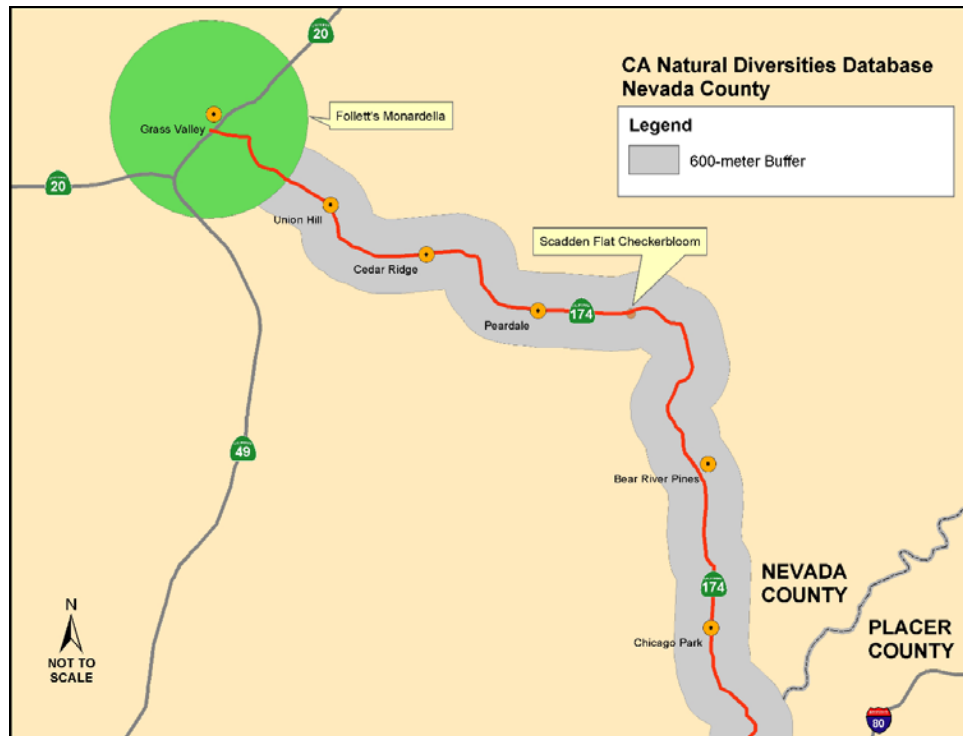 20
CA Natural Diversities Database
Nevada County
Legend
600-meter Buffer
Follett's Monardella
Grass Valley
20
Union Hill
Scadden Flat Checkerbloom
Cedar Ridge
Peardale
174
49
Bear River Pines
NEVADA
COUNTY
174
PLACER
COUNTY
Chicago Park
N
NOT TO
SCALE
80